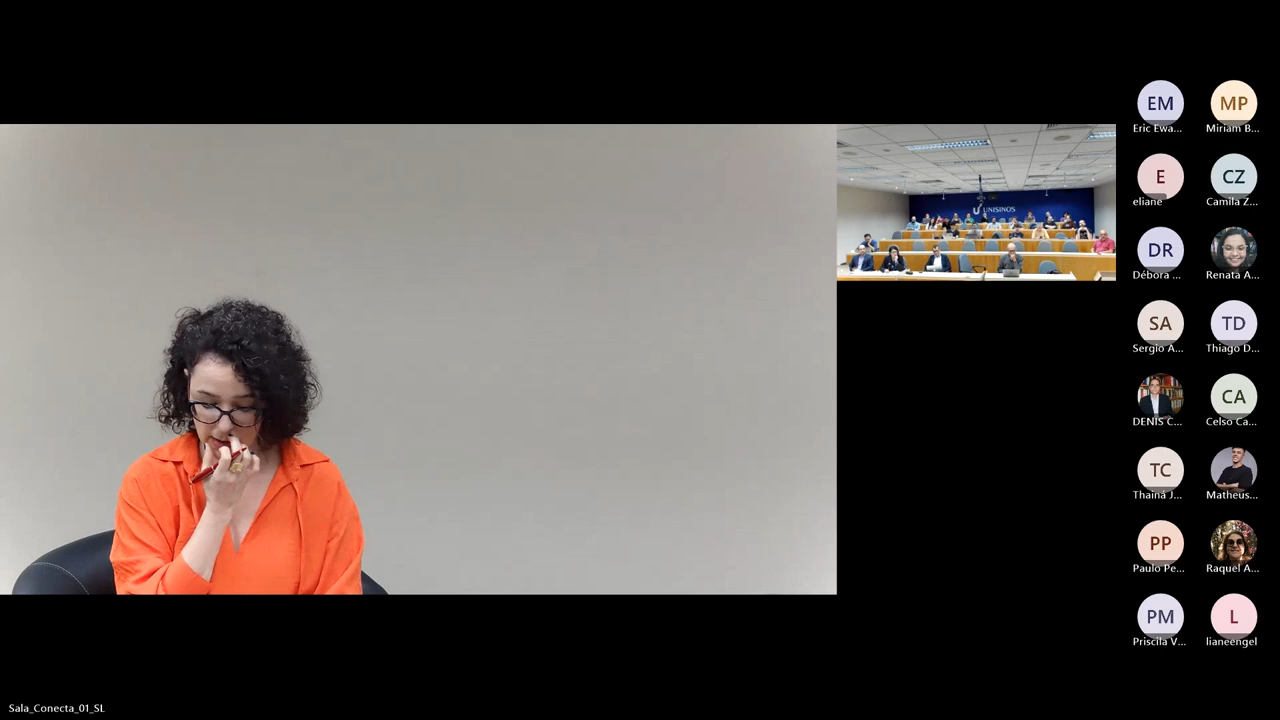 UNISINOS
EM
Eric Ewa...
MP
Miriam B...
E
eliane
CZ
Camila Z...
DR
Débora ...
Renata A...
SA
Sergio A...
TD
Thiago D...
DENIS C...
CA
Celso Ca...
TC
Thainá J...
Matheus...
PP
Paulo Pe...
Raquel A...
PM
Priscila V...
L
lianeengel
Sala_Conecta_01_SL